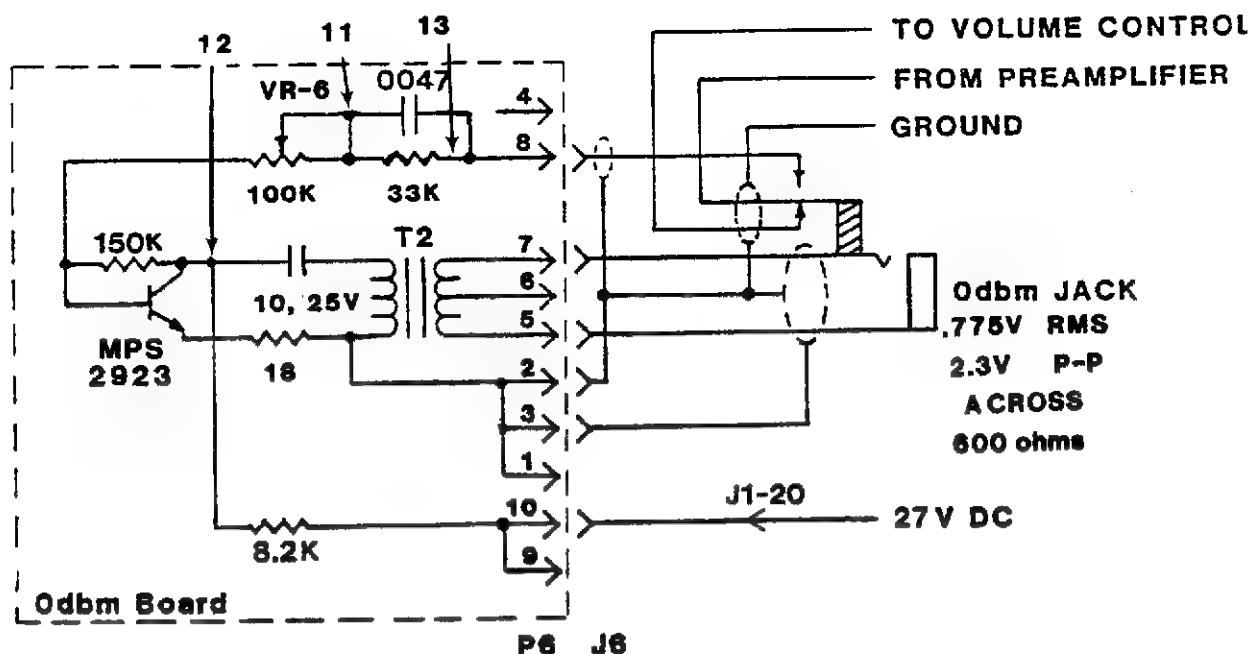 TO VOLUME CONTROL
FROM PREAMPLIFIER
GROUND
12
11
13
VR-6
0047
4
8
100K
33K
150K
T2
7
6
5
10, 25V
MPS
2923
18
2
3
1
10
9
8.2K
0dbm JACK
.775V RMS
2.3V P-P
ACROSS
600 ohms
J1-20
27V DC
0dbm Board
P6 J6